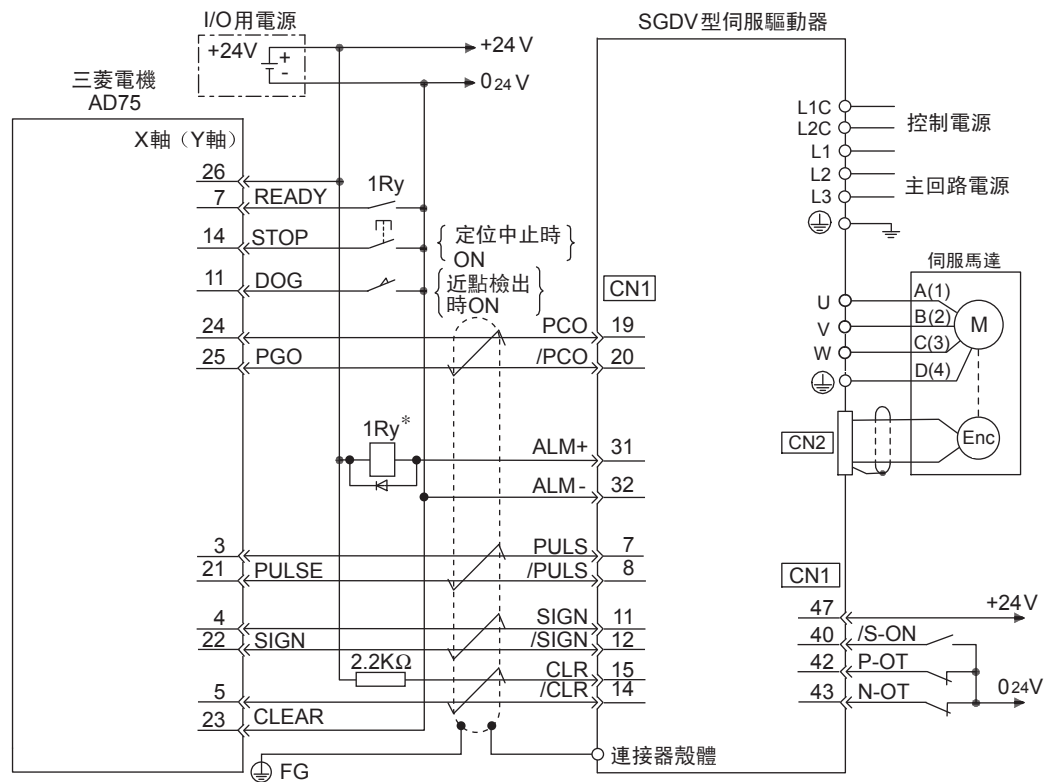 I/O用電源
+24V
+
-
+24V
024V
三菱電機
AD75
X軸（Y軸）
26
7 READY
1Ry
14 STOP
{定位中止時
ON}
11 DOG
{近點檢出
時ON}
24
25 PGO
1Ry*
3
21 PULSE
4
22 SIGN
2.2KΩ
5
23 CLEAR
FG
SGDV型伺服驅動器
CN1
PCO 19
/PCO 20
ALM+ 31
ALM- 32
PULS 7
/PULS 8
SIGN 11
/SIGN 12
CLR 15
/CLR 14
連接器殼體
L1C
L2C
控制電源
L1
L2
L3
主回路電源
伺服馬達
U A(1)
V B(2)
W C(3)
D(4)
M
CN2
Enc
CN1
47
+24V
40 /S-ON
42 P-OT
43 N-OT
024V